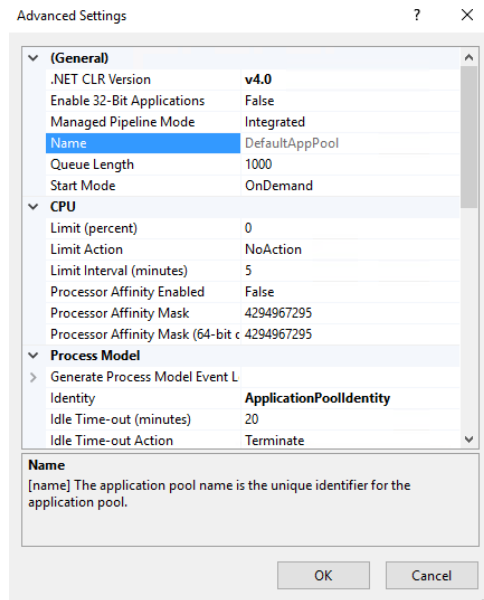 Advanced Settings ?
(General)
.NET CLR Version v4.0
Enable 32-Bit Applications False
Managed Pipeline Mode Integrated
Name DefaultAppPool
Queue Length 1000
Start Mode OnDemand
CPU
Limit (percent) 0
Limit Action NoAction
Limit Interval (minutes) 5
Processor Affinity Enabled False
Processor Affinity Mask 4294967295
Processor Affinity Mask (64-bit c 4294967295
Process Model
Generate Process Model Event L
Identity ApplicationPoolIdentity
Idle Time-out (minutes) 20
Idle Time-out Action Terminate
Name
[name] The application pool name is the unique identifier for the
application pool.
OK Cancel